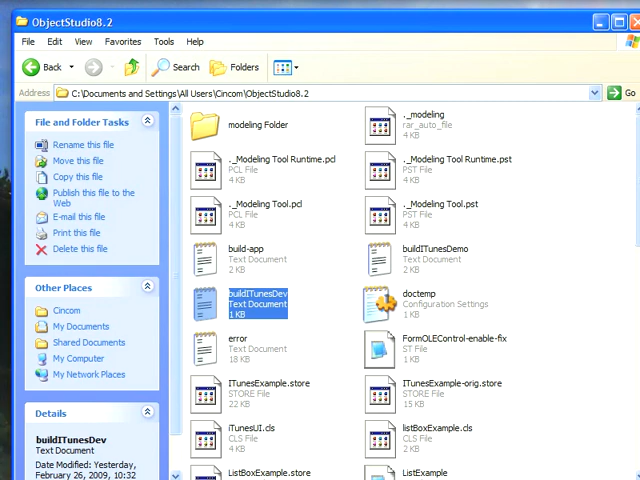 ObjectStudio8.2
File Edit View Favorites Tools Help
Back Search Folders
Address C:\Documents and Settings\All Users\Cincom\ObjectStudio8.2 Go
File and Folder Tasks
Rename this file
Move this file
Copy this file
Publish this file to the
Web
E-mail this file
Print this file
Delete this file
Other Places
Cincom
My Documents
Shared Documents
My Computer
My Network Places
Details
buildITunesDev
Text Document
Date Modified: Yesterday,
February 26, 2009, 10:32
modeling Folder
._modeling
rar_auto_file
4 KB
._Modeling Tool Runtime.pcl
PCL File
4 KB
._Modeling Tool Runtime.pst
PST File
4 KB
._Modeling Tool.pcl
PCL File
4 KB
._Modeling Tool.pst
PST File
4 KB
build-app
Text Document
2 KB
buildITunesDemo
Text Document
2 KB
buildITunesDev
Text Document
1 KB
doctemp
Configuration Settings
1 KB
error
Text Document
18 KB
FormOLEControl-enable-fix
ST File
1 KB
ITunesExample.store
STORE File
22 KB
ITunesExample-orig.store
STORE File
15 KB
iTunesUI.cls
CLS File
4 KB
listBoxExample.cls
CLS File
2 KB
ListBoxExample.store
ListExample